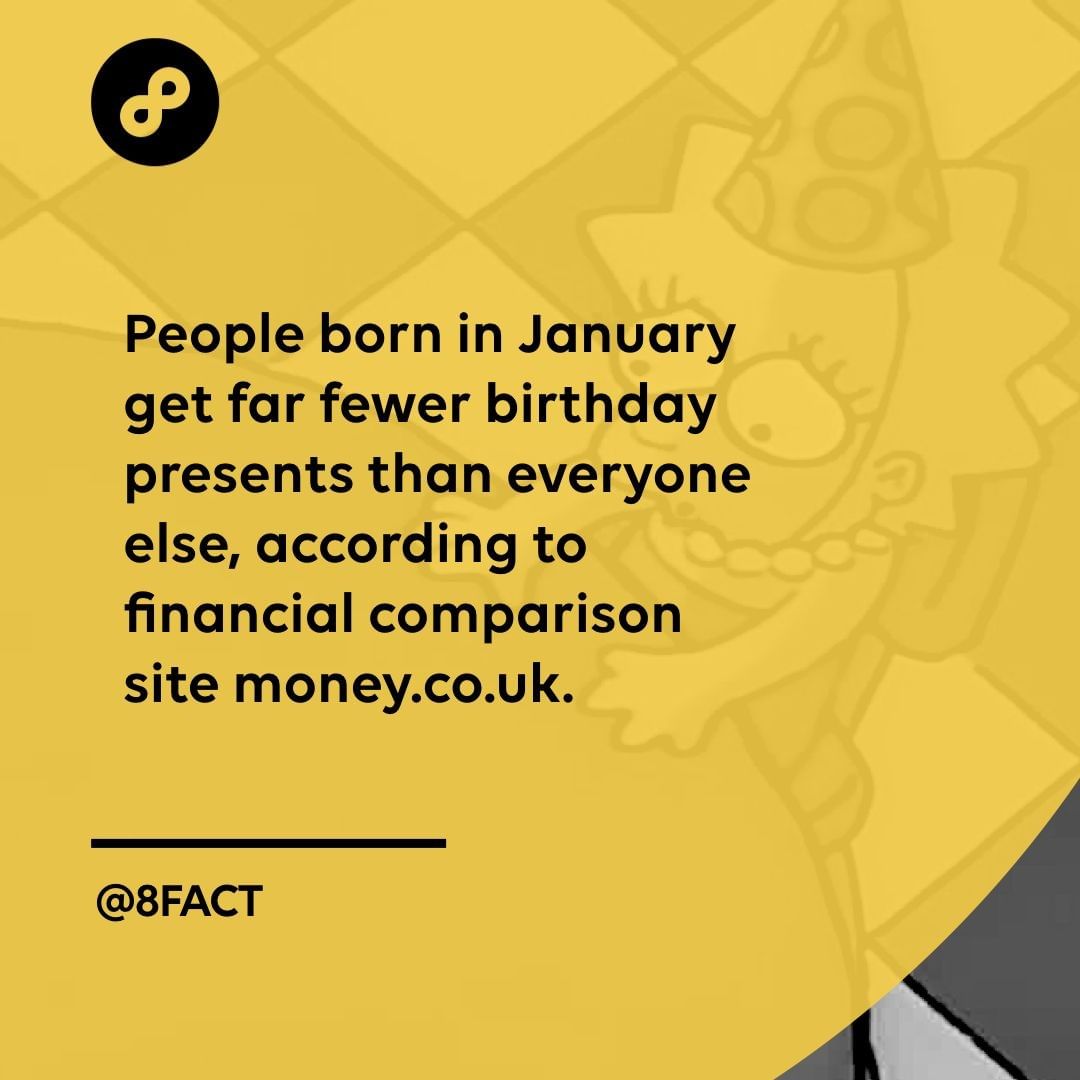 People born in January
get far fewer birthday
presents than everyone
else, according to
financial comparison
site money.co.uk.
@8FACT